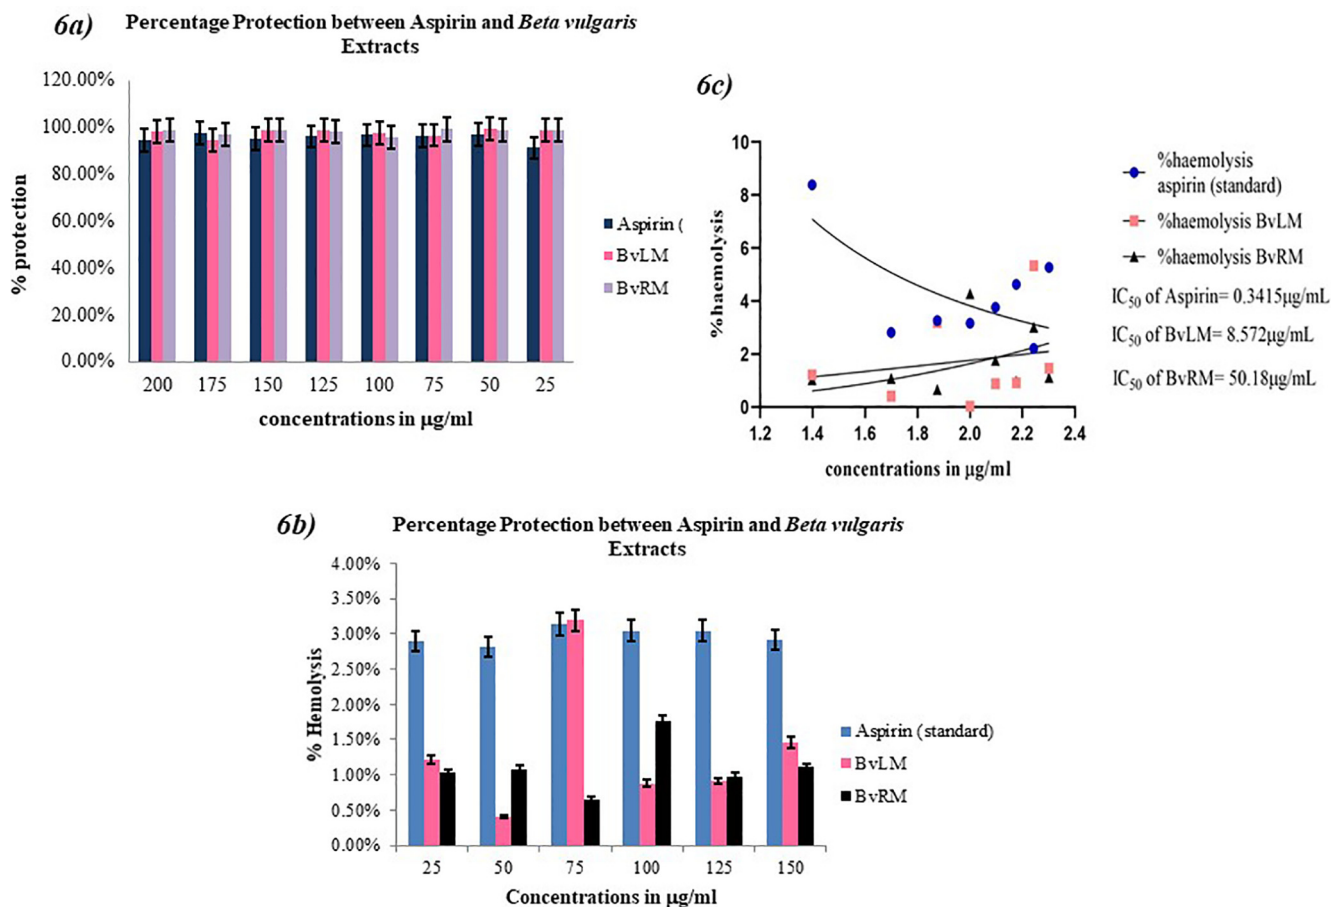 6a) Percentage Protection between Aspirin and Beta vulgaris
Extracts
120.00%
100.00%
80.00%
60.00%
40.00%
20.00%
0.00%
% protection
200 175 150 125 100 75 50 25
concentrations in µg/ml
Aspirin (
BvLM
BvRM
6c)
10
8
6
4
2
0
%haemolysis
1.2 1.4 1.6 1.8 2.0 2.2 2.4
concentrations in µg/ml
%haemolysis
aspirin (standard)
%haemolysis BvLM
%haemolysis BvRM
IC50 of Aspirin= 0.3415µg/mL
IC50 of BvLM= 8.572µg/mL
IC50 of BvRM= 50.18µg/mL
6b) Percentage Protection between Aspirin and Beta vulgaris
Extracts
4.00%
3.50%
3.00%
2.50%
2.00%
1.50%
1.00%
0.50%
0.00%
% Hemolysis
25 50 75 100 125 150
Concentrations in µg/ml
Aspirin (standard)
BvLM
BvRM